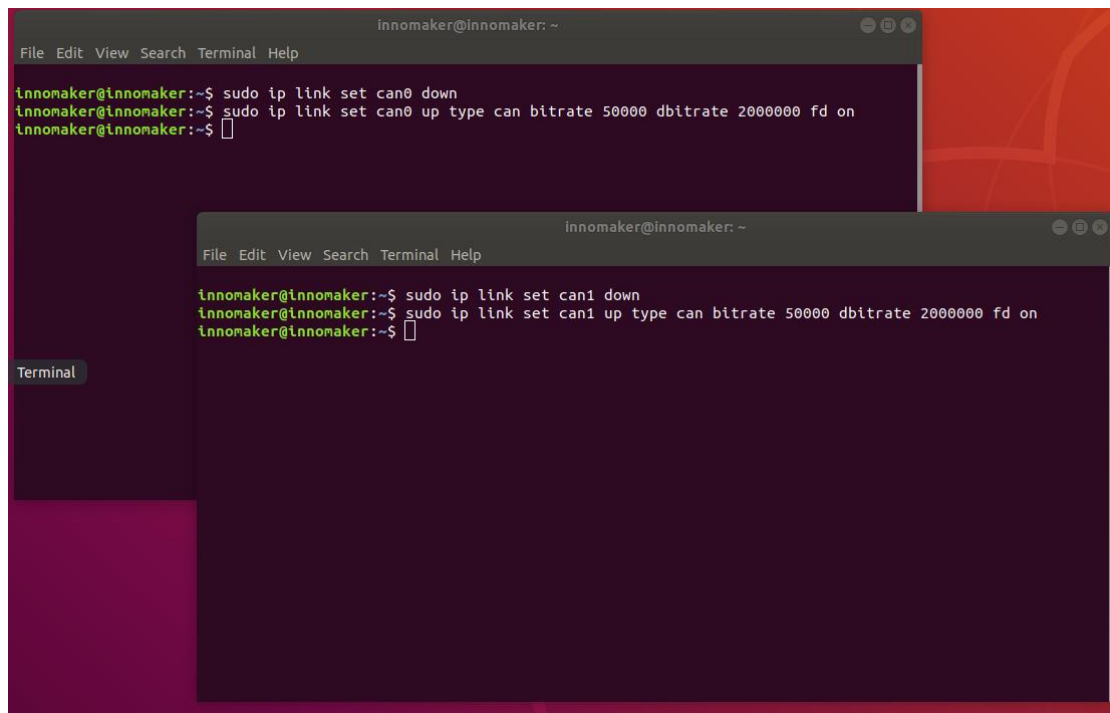 innomaker@innomaker: ~
File Edit View Search Terminal Help
innomaker@innomaker:~$ sudo ip link set can0 down
innomaker@innomaker:~$ sudo ip link set can0 up type can bitrate 50000 dbitrate 2000000 fd on
innomaker@innomaker:~$
innomaker@innomaker: ~
File Edit View Search Terminal Help
innomaker@innomaker:~$ sudo ip link set can1 down
innomaker@innomaker:~$ sudo ip link set can1 up type can bitrate 50000 dbitrate 2000000 fd on
innomaker@innomaker:~$
Terminal